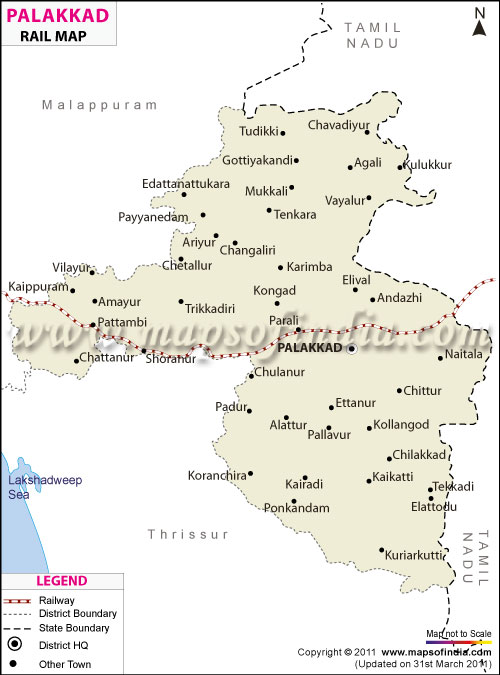 PALAKKAD
RAIL MAP
N
TAMIL
NADU
Malappuram
Tudikki
Chavadiyur
Gottiyakandi
Agali
Kulukkur
Edattanattukara
Mukkali
Vayalur
Payyanedam
Tenkara
Ariyur
Changaliri
Chetallur
Karimba
Vilayur
Kaippuram
Elival
Kongad
Andazhi
Amayur
Trikkadiri
Pattambi
Parali
www.mapsofindia.com
PALAKKAD
Chattanur
Shoranur
Naitala
Chulanur
Chittur
Padur
Ettanur
Alattur
Pallavur
Kollangod
Chilakkad
Koranchira
Kairadi
Kaikatti
Lakshadweep
Sea
Tekkadi
Elattodu
Ponkandam
Thrissur
TAMIL
NADU
Kuriarkutti
LEGEND
Railway
District Boundary
State Boundary
District HQ
Other Town
Map not to Scale
Copyright © 2011 www.mapsofindia.com
(Updated on 31st March 2011)